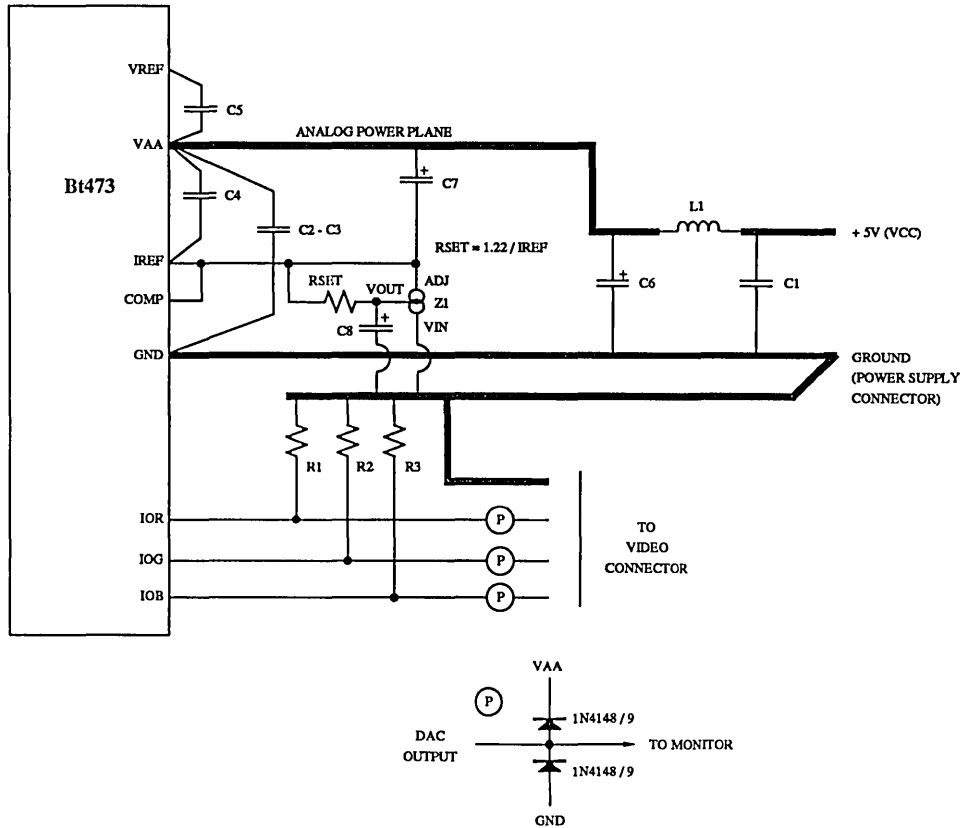 VREF
C5
VAA
ANALOG POWER PLANE
Bt473
C4
C7
C2 - C3
L1
+ 5V (VCC)
RSET = 1.22 / IREF
IREF
RSET
ADJ
COMP
VOUT
Z1
C6
C1
C8
VIN
GND
GROUND
(POWER SUPPLY
CONNECTOR)
R1
R2
R3
IOR
P
TO
VIDEO
CONNECTOR
IOG
P
IOB
P
VAA
P
1N4148 / 9
DAC
OUTPUT
TO MONITOR
1N4148 / 9
GND